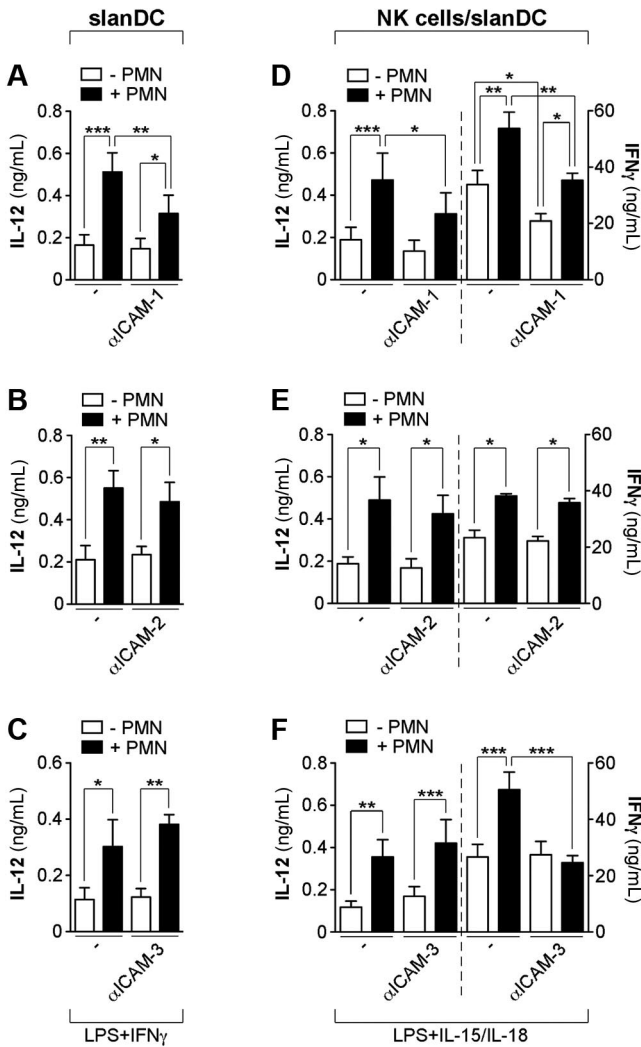 slanDC
NK cells/slanDC
A
- PMN
+ PMN
IL-12 (ng/mL)
0.8
0.6
0.4
0.2
0
***
**
*
-
αICAM-1
D
- PMN
+ PMN
IL-12 (ng/mL)
0.8
0.6
0.4
0.2
0
***
*
*
**
**
*
60
40
20
0
IFNγ (ng/mL)
-
αICAM-1
-
αICAM-1
B
- PMN
+ PMN
IL-12 (ng/mL)
0.8
0.6
0.4
0.2
0
**
*
-
αICAM-2
E
- PMN
+ PMN
IL-12 (ng/mL)
0.8
0.6
0.4
0.2
0
*
*
*
*
60
40
20
0
IFNγ (ng/mL)
-
αICAM-2
-
αICAM-2
C
- PMN
+ PMN
IL-12 (ng/mL)
0.6
0.4
0.2
0
*
**
-
αICAM-3
F
- PMN
+ PMN
IL-12 (ng/mL)
0.8
0.6
0.4
0.2
0
**
***
***
***
60
40
20
0
IFNγ (ng/mL)
-
αICAM-3
-
αICAM-3
LPS+IFNγ
LPS+IL-15/IL-18